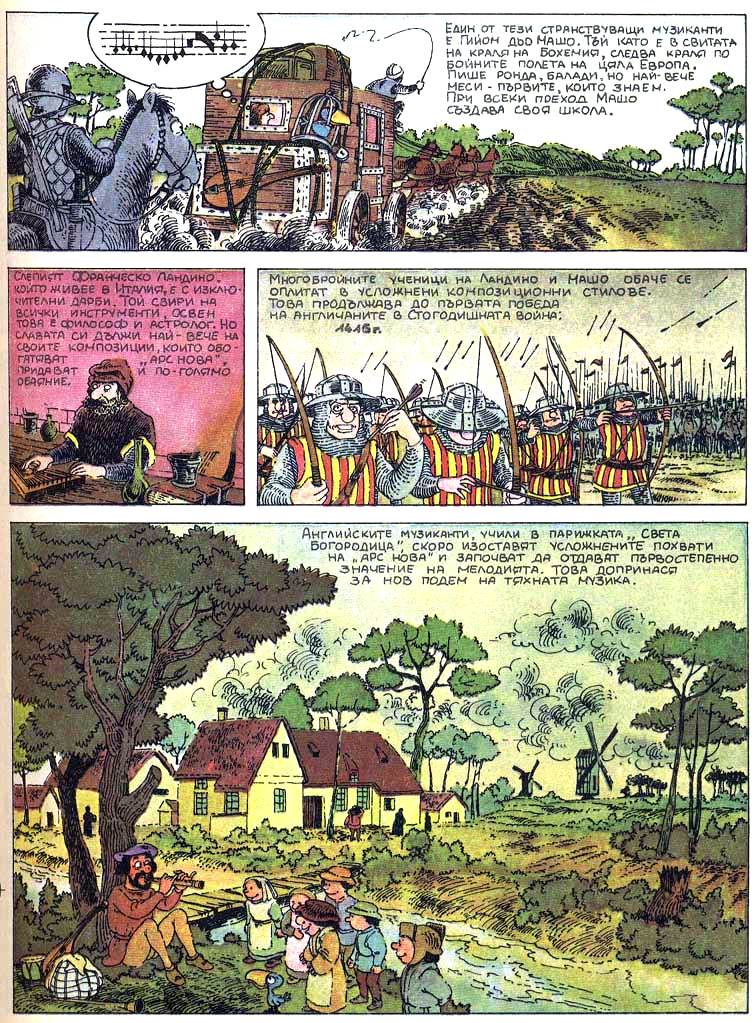 Един от тези странствуващи музиканти
е Гийом дьо Машо. Тъй като е в свитата
на краля на Бохемия, следва краля по
бойните полета на цяла Европа.
Пише ронда, балади, но най-вече
меси - първите, които знаем.
При всеки преход Машо
създава своя школа.
Слепият Франческо Ландино,
който живее в Италия, е с изклю-
чителни дарби. Той свири на
всички инструменти, освен
това е философ и астролог. Но
славата си дължи най-вече на
своите композиции, които обо-
гатяват „Арс нова“ и
придават по-голямо
обаяние.
Многобройните ученици на Ландино и Машо обаче се
оплитат в усложнени композиционни стилове.
Това продължава до първата победа
на англичаните в Стогодишната война:
1415 г.
Английските музиканти, учили в парижката „Света
Богородица“, скоро изоставят усложнените похвати
на „Арс нова“ и започват да отдават първостепенно
значение на мелодията. Това допринася
за нов подем на тяхната музика.